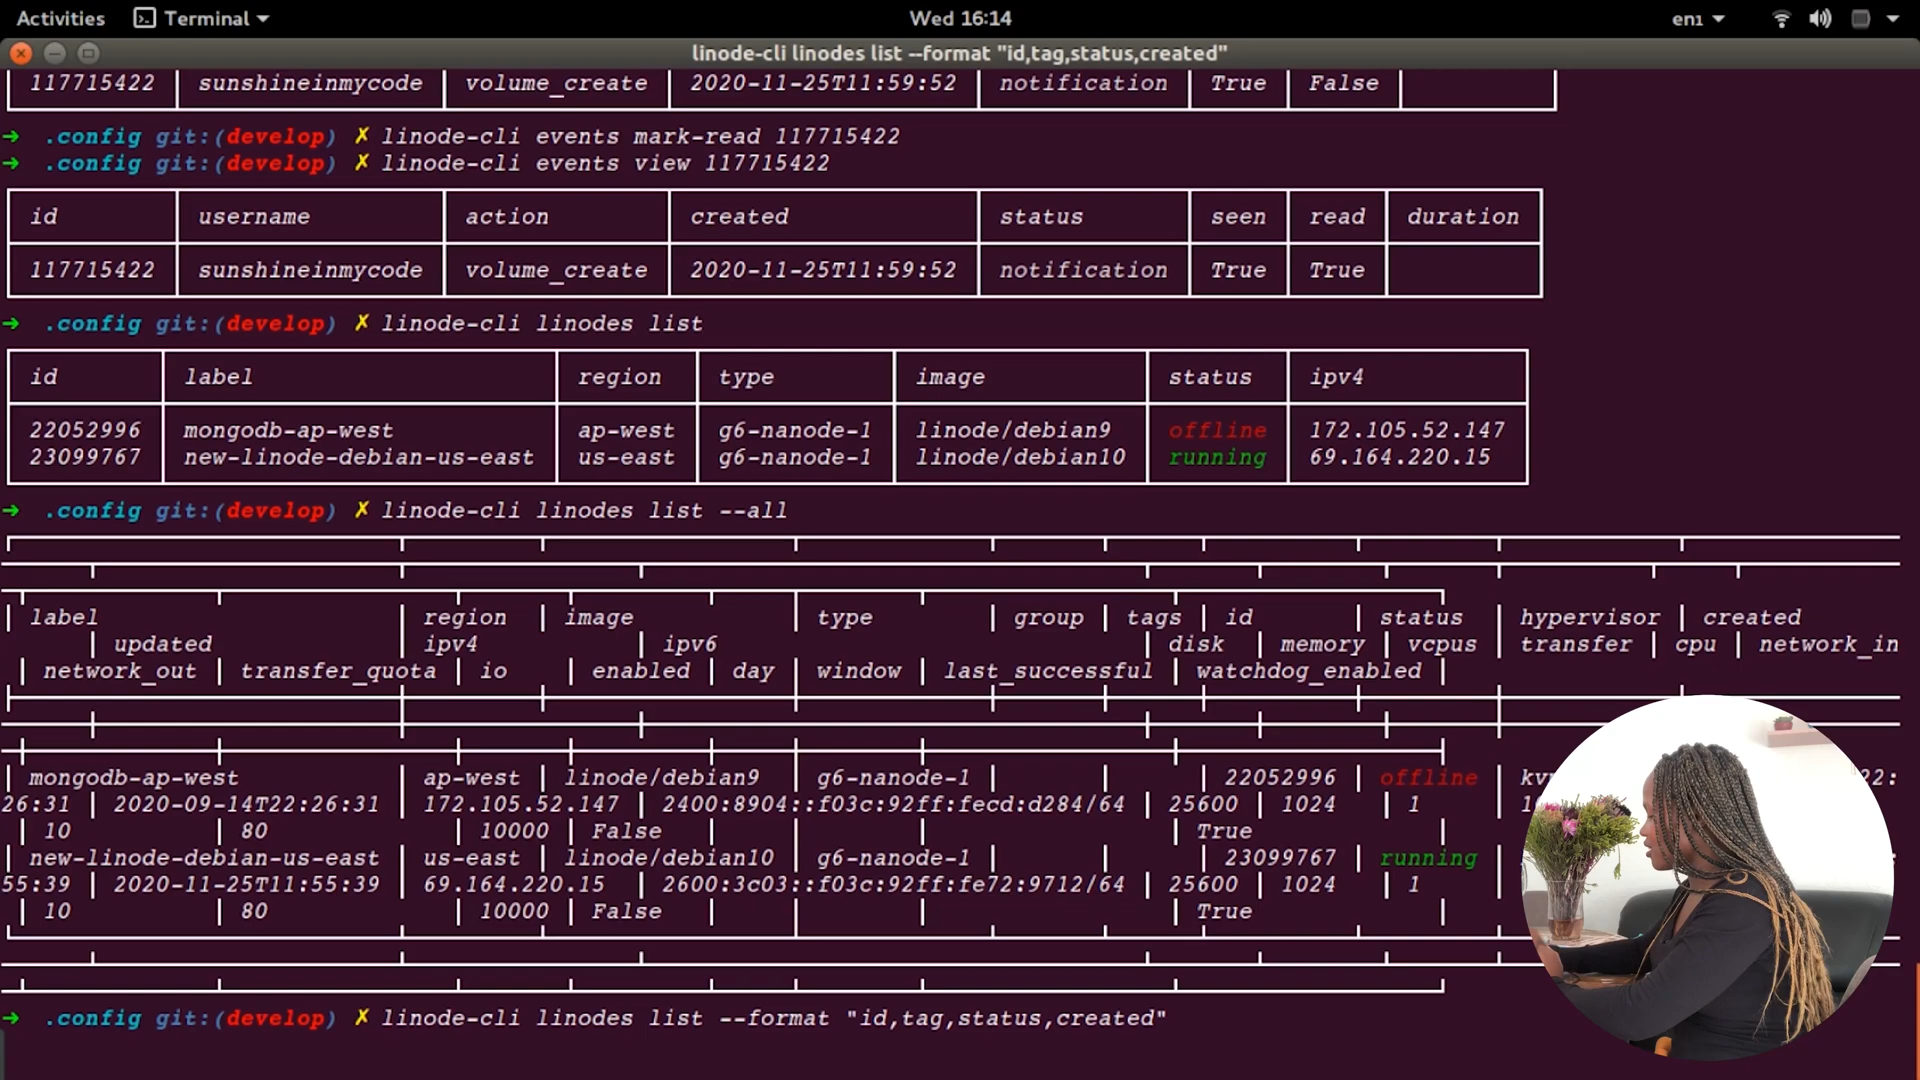 Activities Terminal Wed 16:14 en1
linode-cli linodes list --format "id,tag,status,created"
117715422 sunshineinmycode volume_create 2020-11-25T11:59:52 notification True False
→ .config git:(develop) ✗ linode-cli events mark-read 117715422
→ .config git:(develop) ✗ linode-cli events view 117715422
id username action created status seen read duration
117715422 sunshineinmycode volume_create 2020-11-25T11:59:52 notification True True
→ .config git:(develop) ✗ linode-cli linodes list
id label region type image status ipv4
22052996 mongodb-ap-west ap-west g6-nanode-1 linode/debian9 offline 172.105.52.147
23099767 new-linode-debian-us-east us-east g6-nanode-1 linode/debian10 running 69.164.220.15
→ .config git:(develop) ✗ linode-cli linodes list --all
| label | region | image | type | group | tags | id | status | hypervisor | created
| updated | ipv4 | ipv6 | disk | memory | vcpus | transfer | cpu | network_in
| network_out | transfer_quota | io | enabled | day | window | last_successful | watchdog_enabled |
| mongodb-ap-west | ap-west | linode/debian9 | g6-nanode-1 | | | 22052996 | offline | 22:
26:31 | 2020-09-14T22:26:31 | 172.105.52.147 | 2400:8904::f03c:92ff:fecd:d284/64 | 25600 | 1024 | 1 |
| 10 | 80 | 10000 | False | | | | True |
| new-linode-debian-us-east | us-east | linode/debian10 | g6-nanode-1 | | | 23099767 | running |
55:39 | 2020-11-25T11:55:39 | 69.164.220.15 | 2600:3c03::f03c:92ff:fe72:9712/64 | 25600 | 1024 | 1 |
| 10 | 80 | 10000 | False | | | | True |
→ .config git:(develop) ✗ linode-cli linodes list --format "id,tag,status,created"